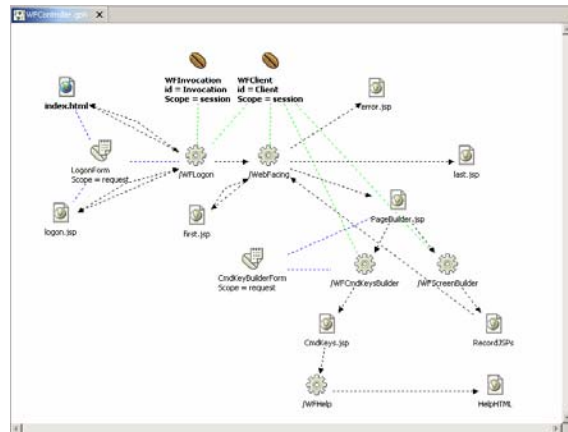 WFController.gph
WFInvocation
id = Invocation
Scope = session
WFClient
id = Client
Scope = session
index.html
error.jsp
LogonForm
Scope = request
/WFLogon
/WebFacing
last.jsp
logon.jsp
first.jsp
PageBuilder.jsp
CmdKeyBuilderForm
Scope = request
/WFCmdKeysBuilder
/WFScreenBuilder
CmdKeys.jsp
RecordJSPs
/WFHelp
HelpHTML